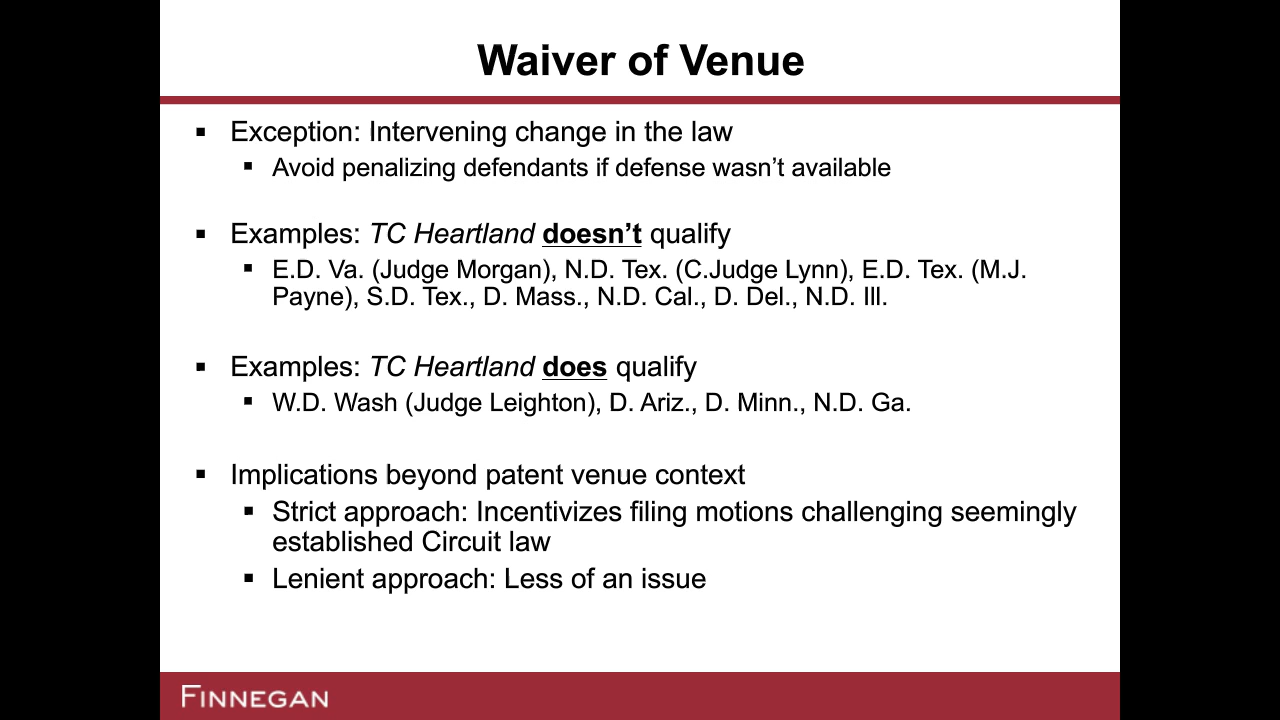 Waiver of Venue
▪ Exception: Intervening change in the law
▪ Avoid penalizing defendants if defense wasn’t available
▪ Examples: TC Heartland doesn’t qualify
▪ E.D. Va. (Judge Morgan), N.D. Tex. (C.Judge Lynn), E.D. Tex. (M.J.
Payne), S.D. Tex., D. Mass., N.D. Cal., D. Del., N.D. Ill.
▪ Examples: TC Heartland does qualify
▪ W.D. Wash (Judge Leighton), D. Ariz., D. Minn., N.D. Ga.
▪ Implications beyond patent venue context
▪ Strict approach: Incentivizes filing motions challenging seemingly
established Circuit law
▪ Lenient approach: Less of an issue
FINNEGAN